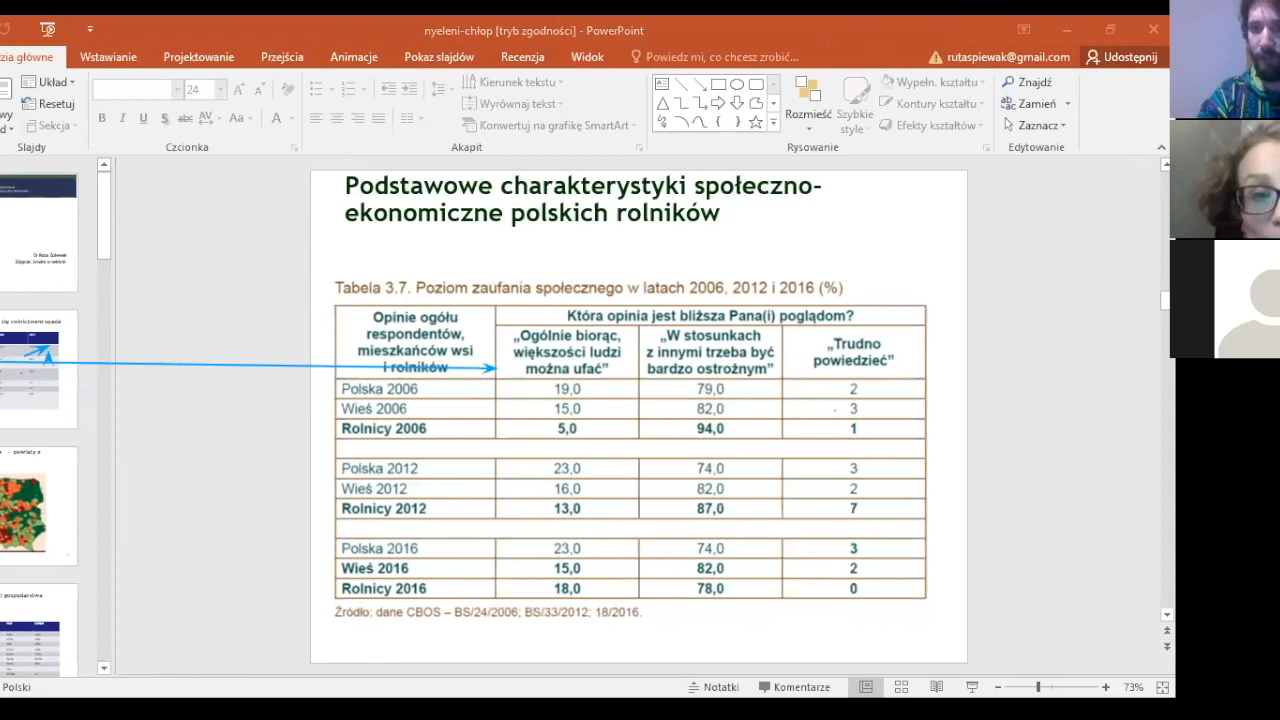 nyeleni-chłop [tryb zgodności] - PowerPoint
Wstawianie Projektowanie Przejścia Animacje Pokaz slajdów Recenzja Widok Powiedz mi, co chcesz zrobić... rutaspiewak@gmail.com Udostępnij
Układ
Resetuj
Sekcja
Slajdy
24
B I U S abc AV Aa A
Czcionka
Kierunek tekstu
Wyrównaj tekst
Konwertuj na grafikę SmartArt
Akapit
Rozmieść
Szybkie
style
Wypełn. kształtu
Kontury kształtu
Efekty kształtu
Rysowanie
Znajdź
Zamień
Zaznacz
Edytowanie
Podstawowe charakterystyki społeczno-
ekonomiczne polskich rolników
Tabela 3.7. Poziom zaufania społecznego w latach 2006, 2012 i 2016 (%)
Opinie ogółu
respondentów,
mieszkańców wsi
i rolników
Która opinia jest bliższa Pana(i) poglądom?
„Ogólnie biorąc,
większości ludzi
można ufać”
„W stosunkach
z innymi trzeba być
bardzo ostrożnym”
„Trudno
powiedzieć”
Polska 2006 19,0 79,0 2
Wieś 2006 15,0 82,0 3
Rolnicy 2006 5,0 94,0 1
Polska 2012 23,0 74,0 3
Wieś 2012 16,0 82,0 2
Rolnicy 2012 13,0 87,0 7
Polska 2016 23,0 74,0 3
Wieś 2016 15,0 82,0 2
Rolnicy 2016 18,0 78,0 0
Źródło: dane CBOS – BS/24/2006; BS/33/2012; 18/2016.
Polski Notatki Komentarze 73%